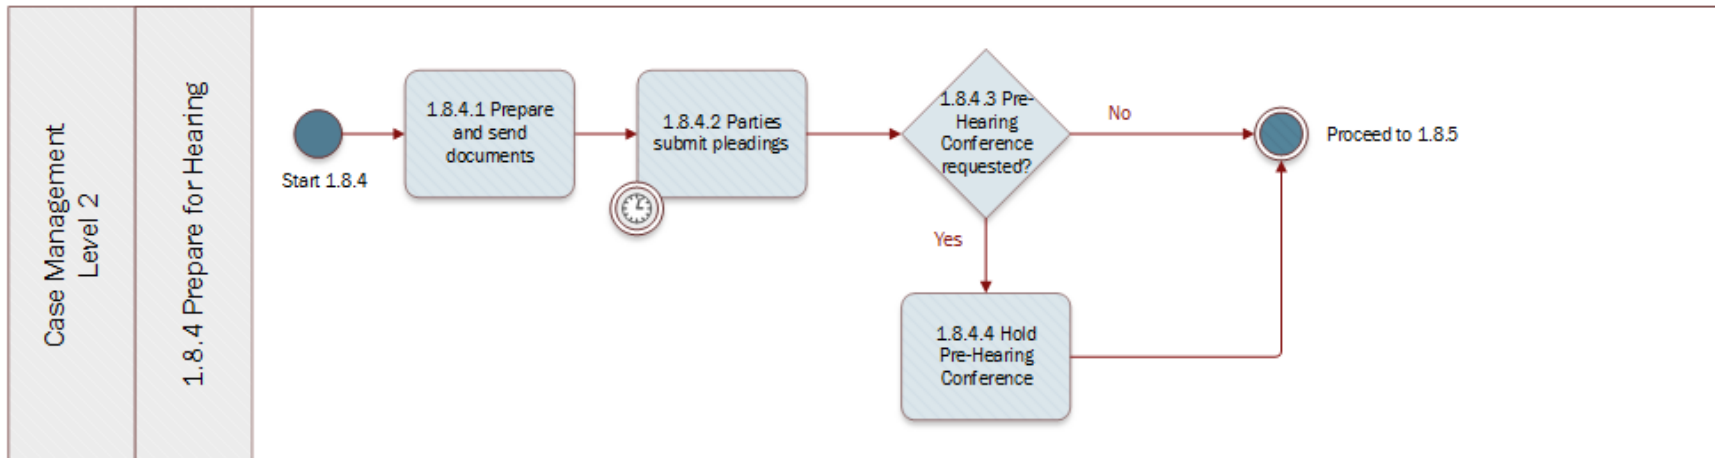 Case Management
Level 2
1.8.4 Prepare for Hearing
Start 1.8.4
1.8.4.1 Prepare
and send
documents
1.8.4.2 Parties
submit pleadings
1.8.4.3 Pre-
Hearing
Conference
requested?
No
Yes
1.8.4.4 Hold
Pre-Hearing
Conference
Proceed to 1.8.5